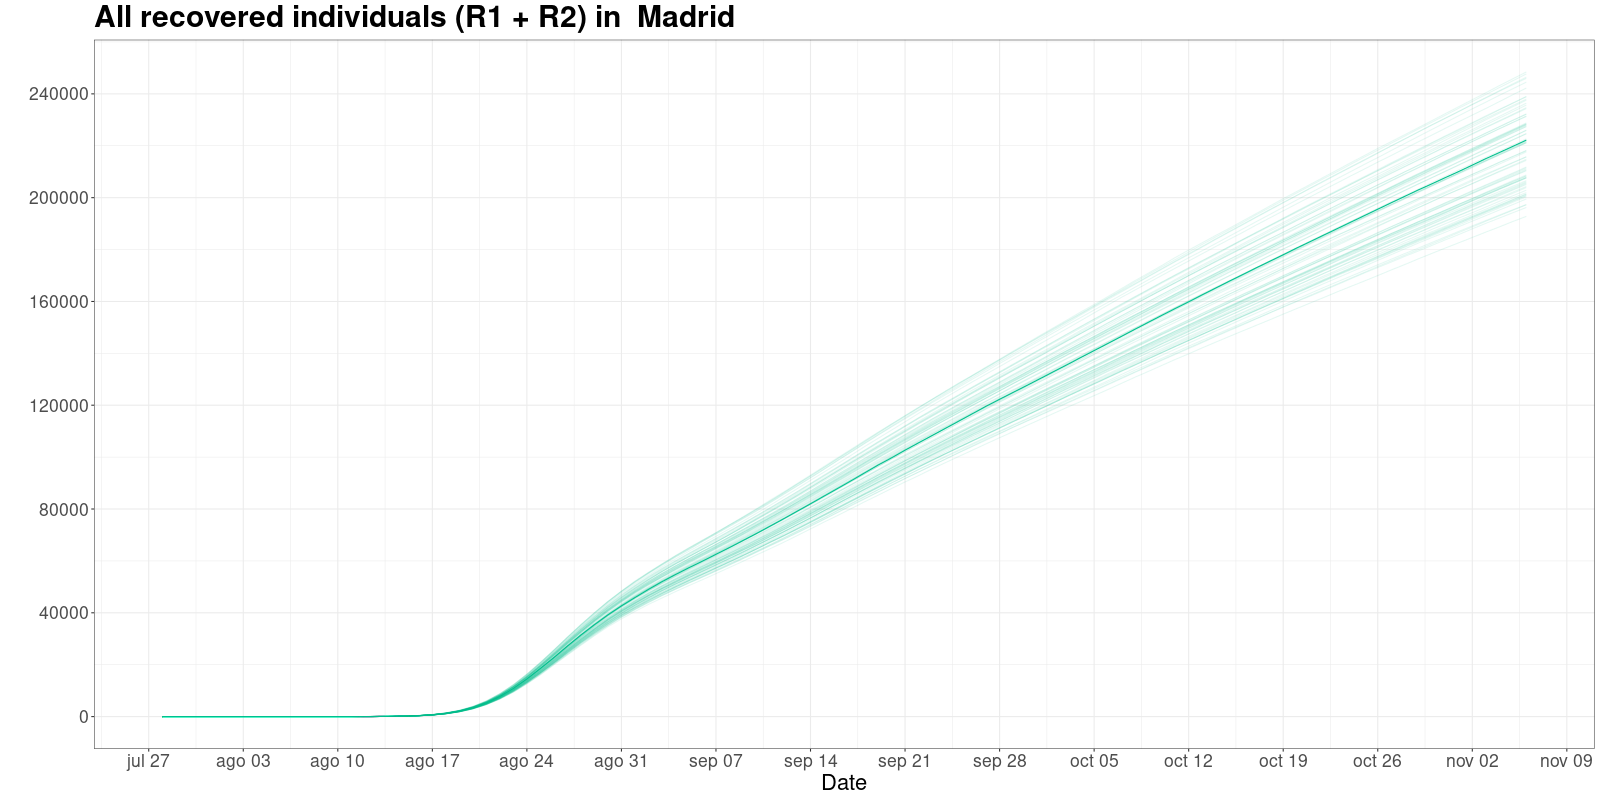 All recovered individuals (R1 + R2) in  Madrid
240000
200000
160000
120000
80000
40000
0
jul 27 ago 03 ago 10 ago 17 ago 24 ago 31 sep 07 sep 14 sep 21 sep 28 oct 05 oct 12 oct 19 oct 26 nov 02 nov 09
Date